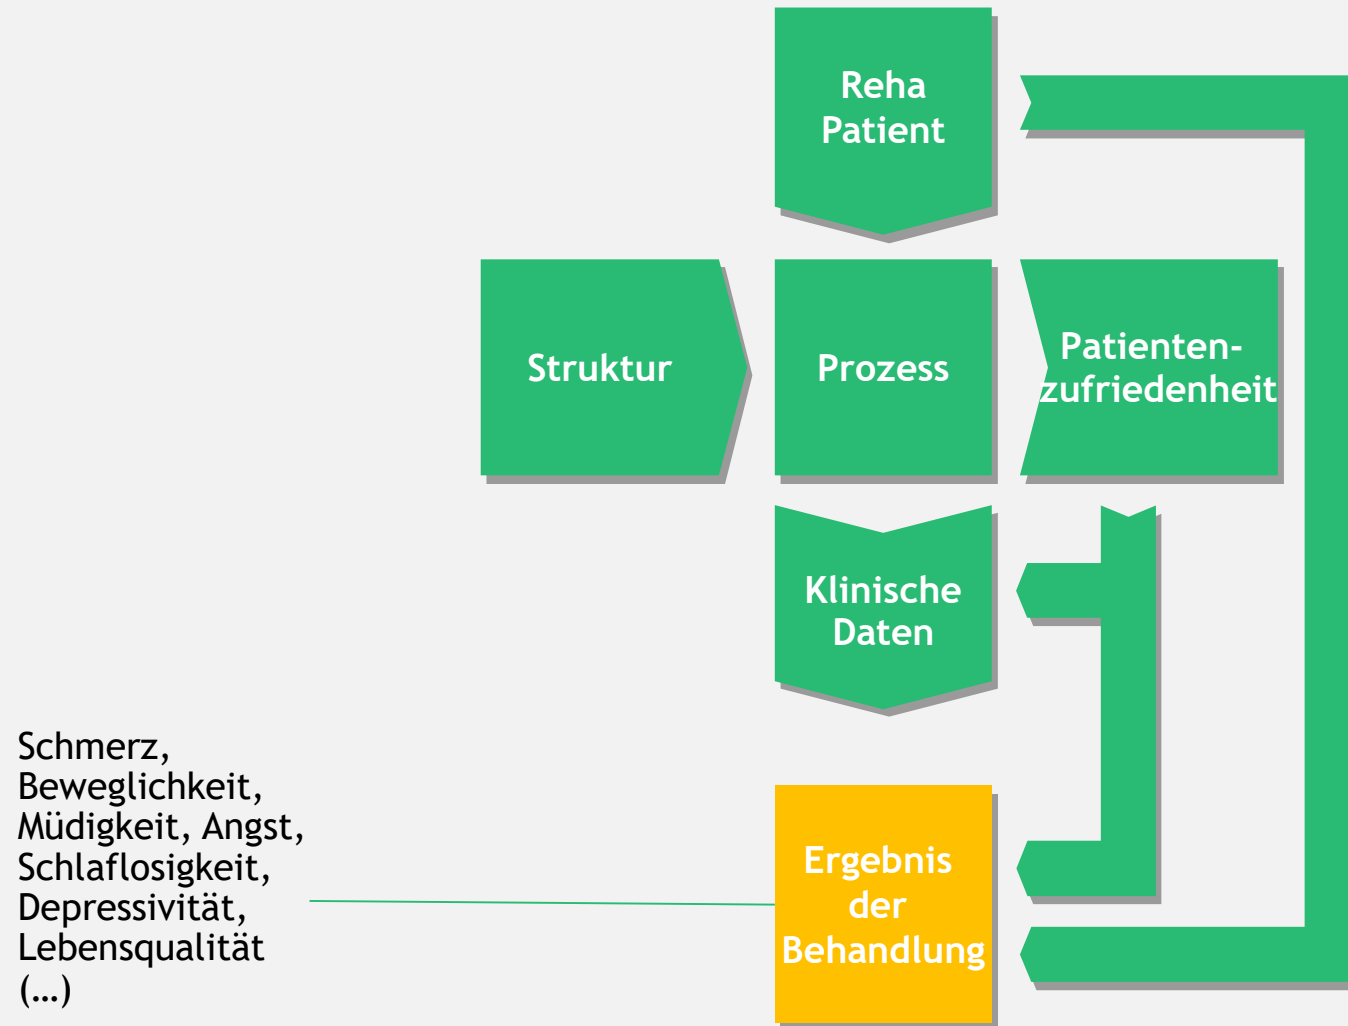 Reha
Patient
Struktur
Prozess
Patienten-
zufriedenheit
Klinische
Daten
Schmerz,
Beweglichkeit,
Müdigkeit, Angst,
Schlaflosigkeit,
Depressivität,
Lebensqualität
(…)
Ergebnis
der
Behandlung